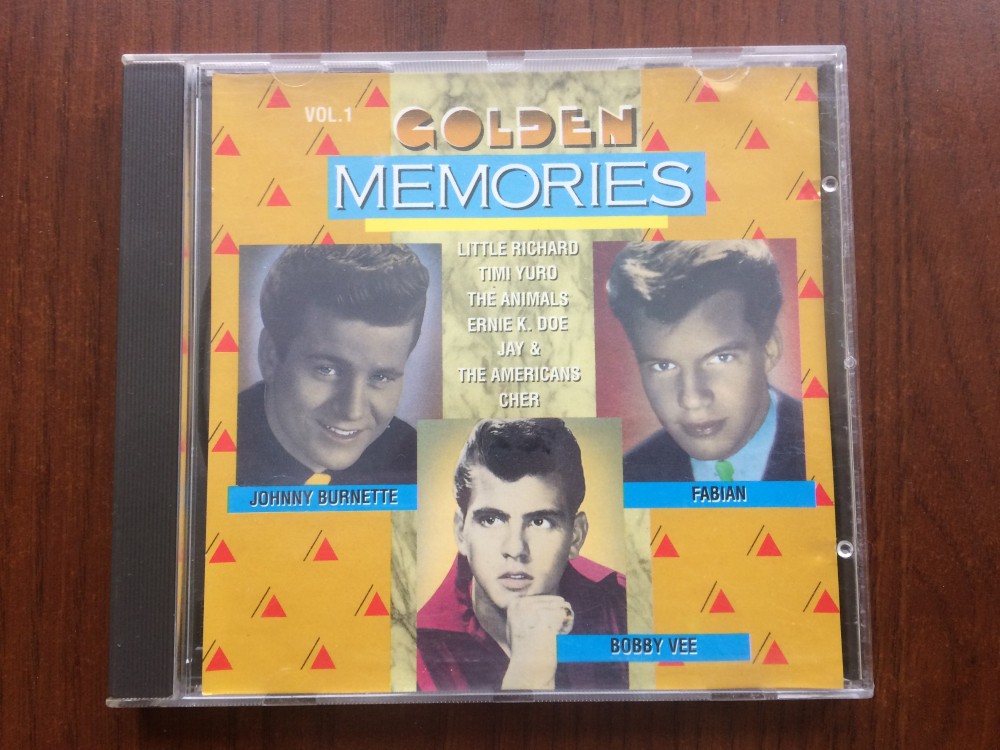 VOL.1
GOLDEN
MEMORIES
LITTLE RICHARD
TIMI YURO
THE ANIMALS
ERNIE K. DOE
JAY &
THE AMERICANS
CHER
JOHNNY BURNETTE
FABIAN
BOBBY VEE